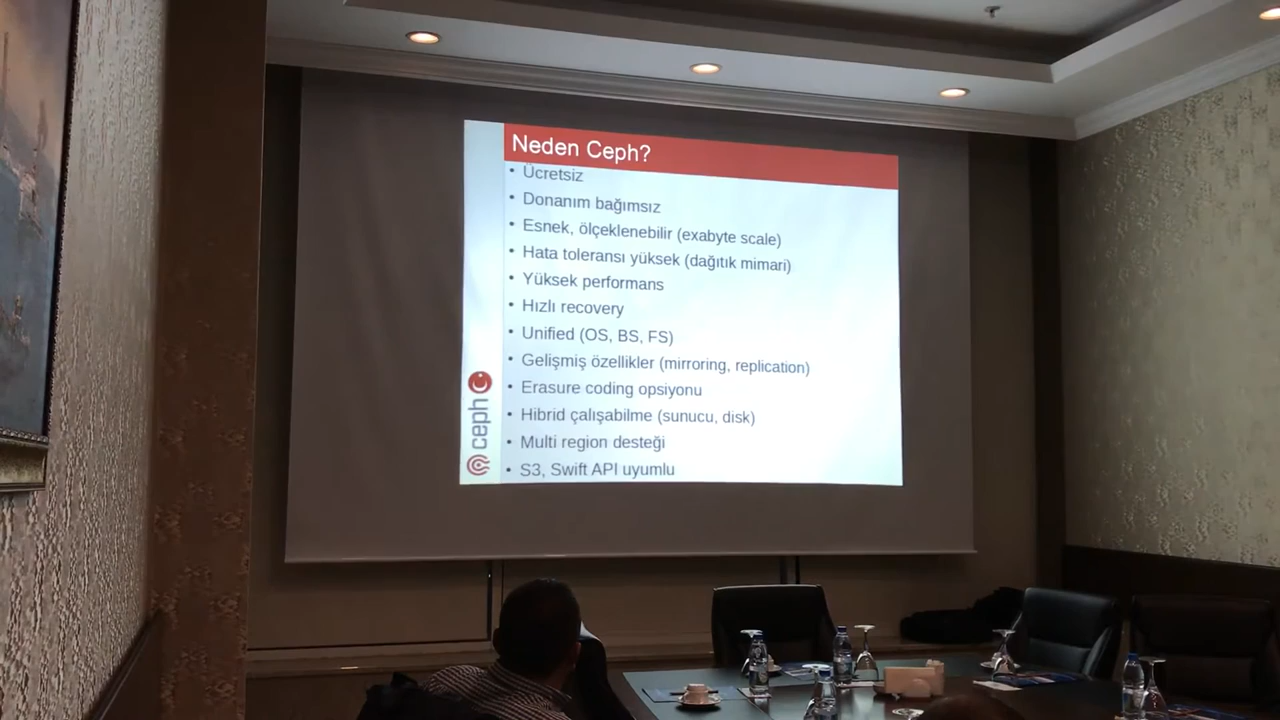 Neden Ceph?
• Ücretsiz
• Donanım bağımsız
• Esnek, ölçeklenebilir (exabyte scale)
• Hata toleransı yüksek (dağıtık mimari)
• Yüksek performans
• Hızlı recovery
• Unified (OS, BS, FS)
• Gelişmiş özellikler (mirroring, replication)
• Erasure coding opsiyonu
• Hibrid çalışabilme (sunucu, disk)
• Multi region desteği
• S3, Swift API uyumlu
ceph